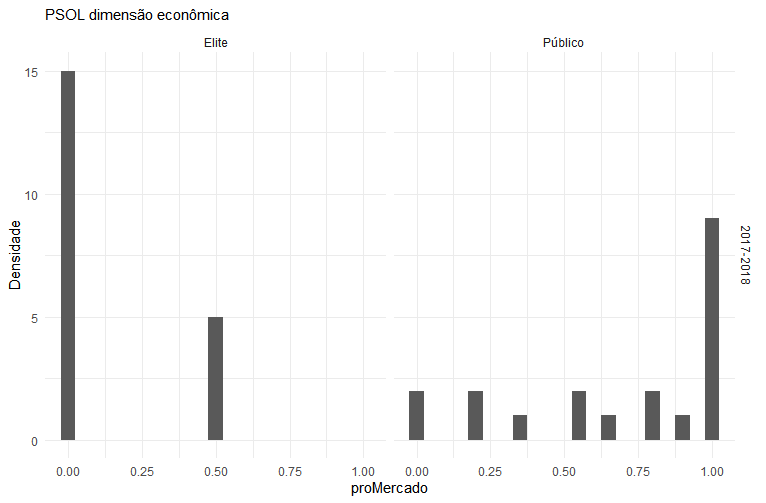 PSOL dimensão econômica
Elite
Público
15
10
5
0
Densidade
2017-2018
0.00 0.25 0.50 0.75 1.00
0.00 0.25 0.50 0.75 1.00
proMercado